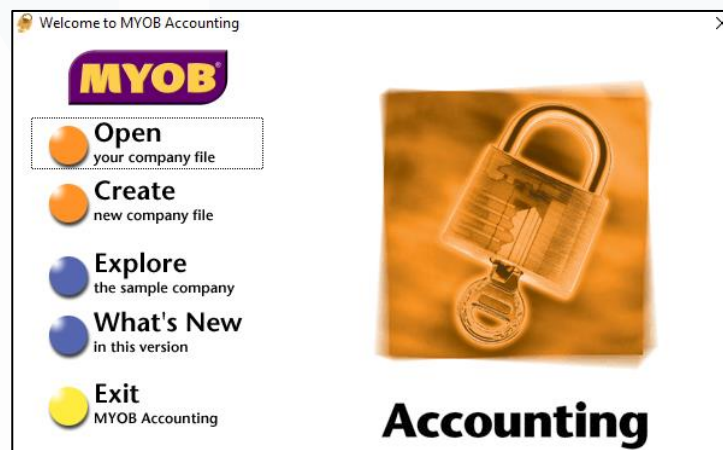 Welcome to MYOB Accounting
MYOB®
Open
your company file
Create
new company file
Explore
the sample company
What's New
in this version
Exit
MYOB Accounting
Accounting